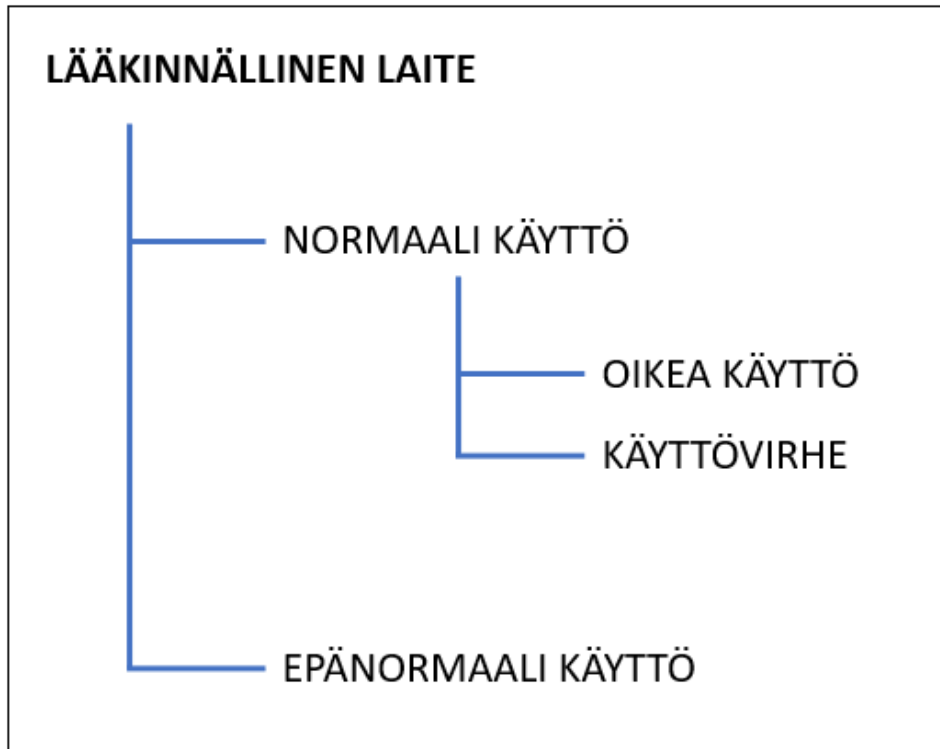 LÄÄKINNÄLLINEN LAITE
NORMAALI KÄYTTÖ
OIKEA KÄYTTÖ
KÄYTTÖVIRHE
EPÄNORMAALI KÄYTTÖ